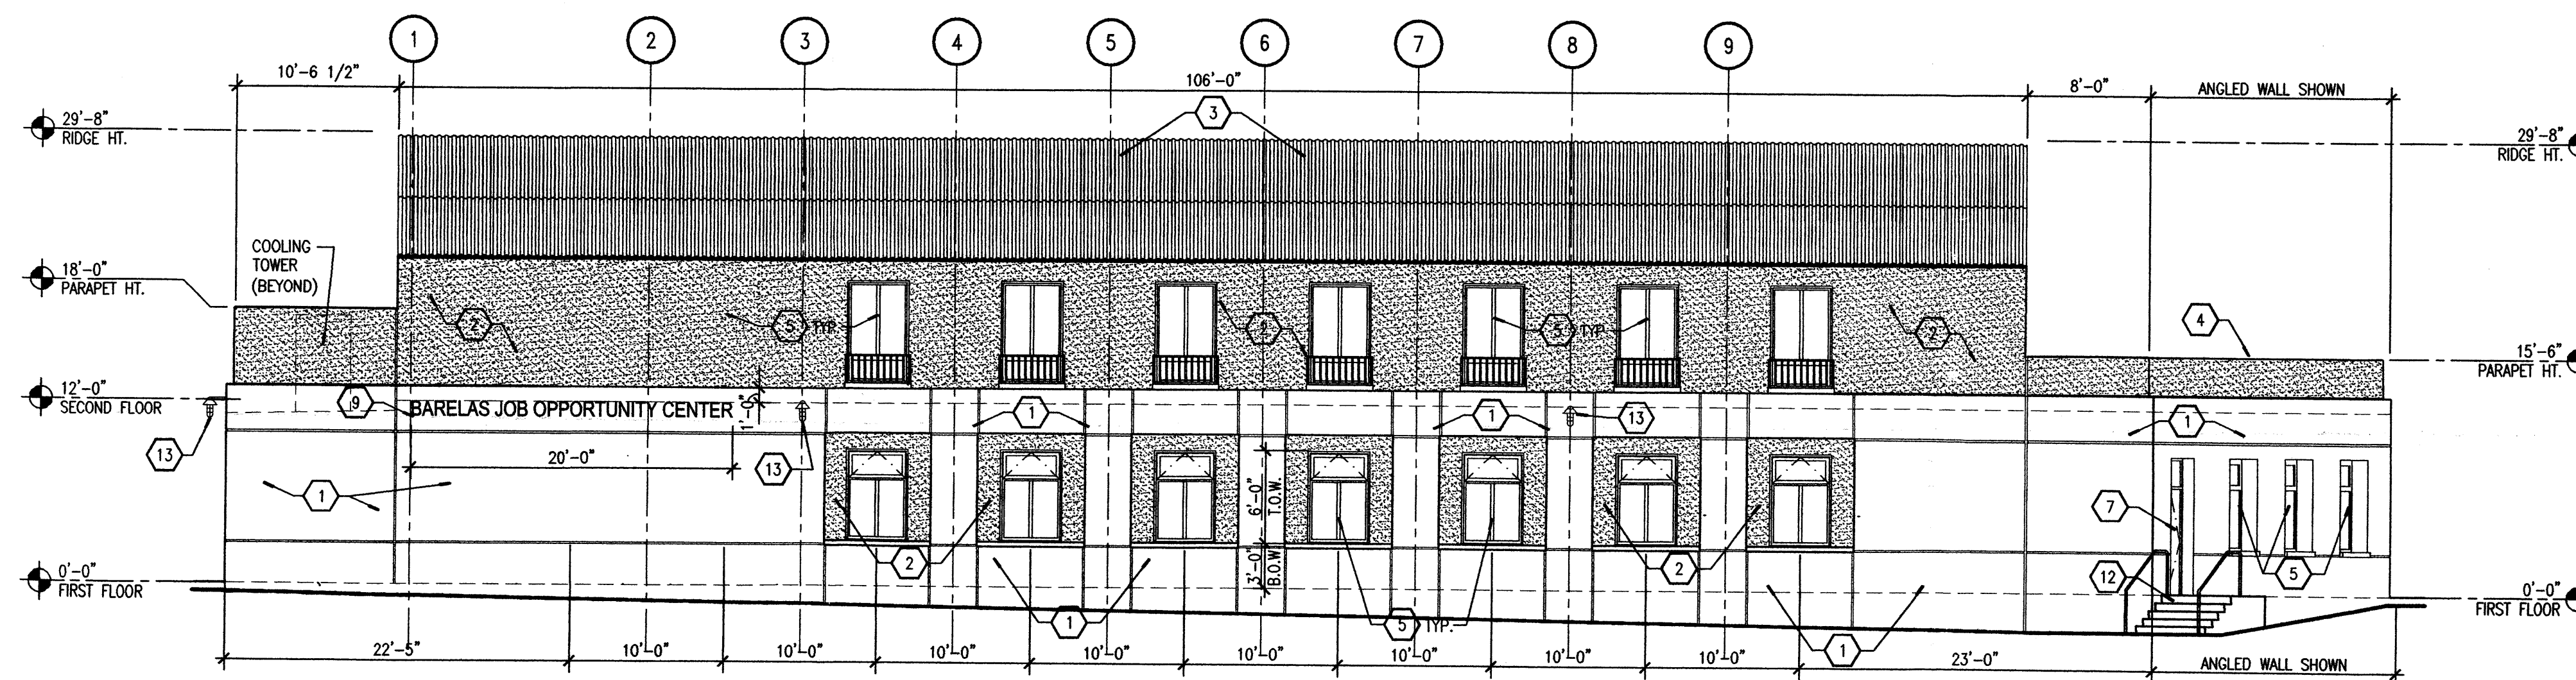 1 2 3 4 5 6 7 8 9
10'-6 1/2" 106'-0" 8'-0" ANGLED WALL SHOWN
3
29'-8"
RIDGE HT.
29'-8"
RIDGE HT.
COOLING
TOWER
(BEYOND)
18'-0"
PARAPET HT.
2 5 TYP. 2 5 TYP. 2 4
15'-6"
PARAPET HT.
12'-0"
SECOND FLOOR
9 BARELAS JOB OPPORTUNITY CENTER 1'-0" 1 1 13 1
13 20'-0" 13
1
6'-0"
T.O.W.
3'-0"
B.O.W.
7
2 2 12 5
0'-0"
FIRST FLOOR
0'-0"
FIRST FLOOR
1 5 TYP. 1
22'-5" 10'-0" 10'-0" 10'-0" 10'-0" 10'-0" 10'-0" 10'-0" 10'-0" 23'-0" ANGLED WALL SHOWN